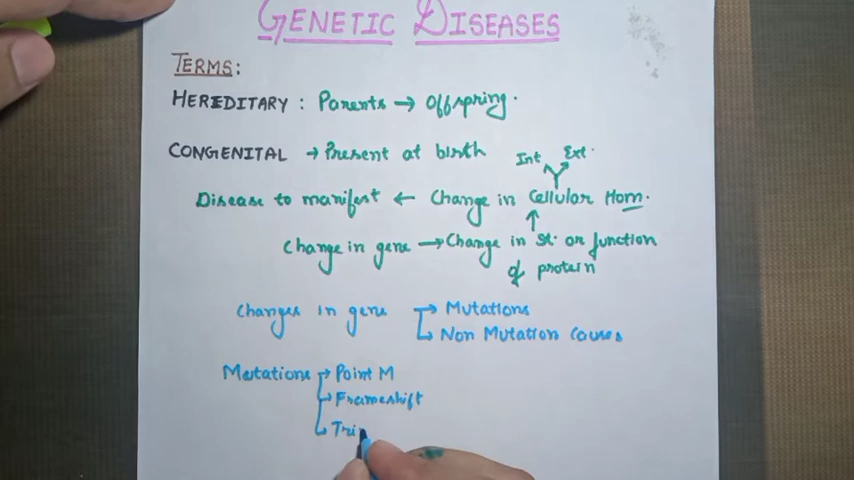 GENETIC DISEASES
TERMS:
HEREDITARY : Parents → Offspring.
CONGENITAL → Present at birth
Int Ext.
Disease to manifest ← Change in Cellular Hom.
Change in gene → Change in St. or function
of protein
Changes in gene → Mutations
→ Non Mutation Causes
Mutations → Point M
→ Frameshift
→ Tri